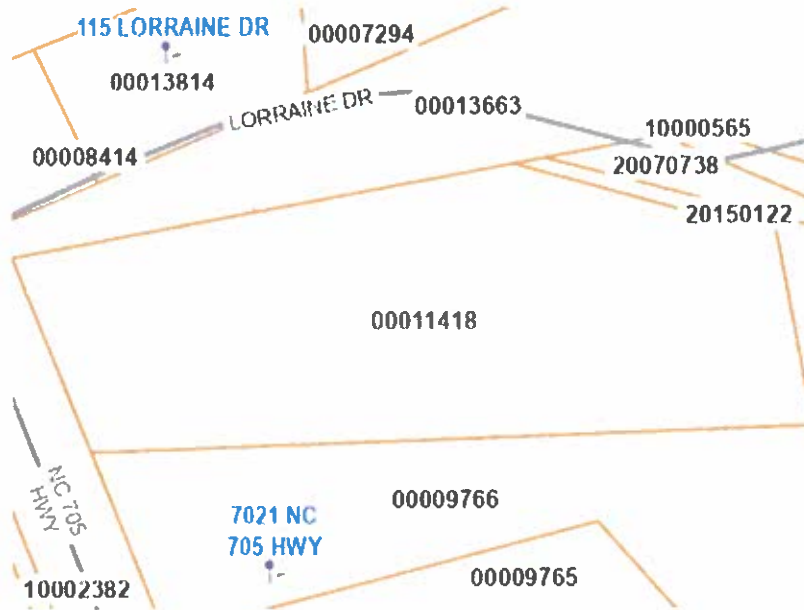 115 LORRAINE DR
00007294
00013814
LORRAINE DR
00013663
10000565
00008414
20070738
20150122
00011418
NC 705
HWY
00009766
7021 NC
705 HWY
00009765
10002382